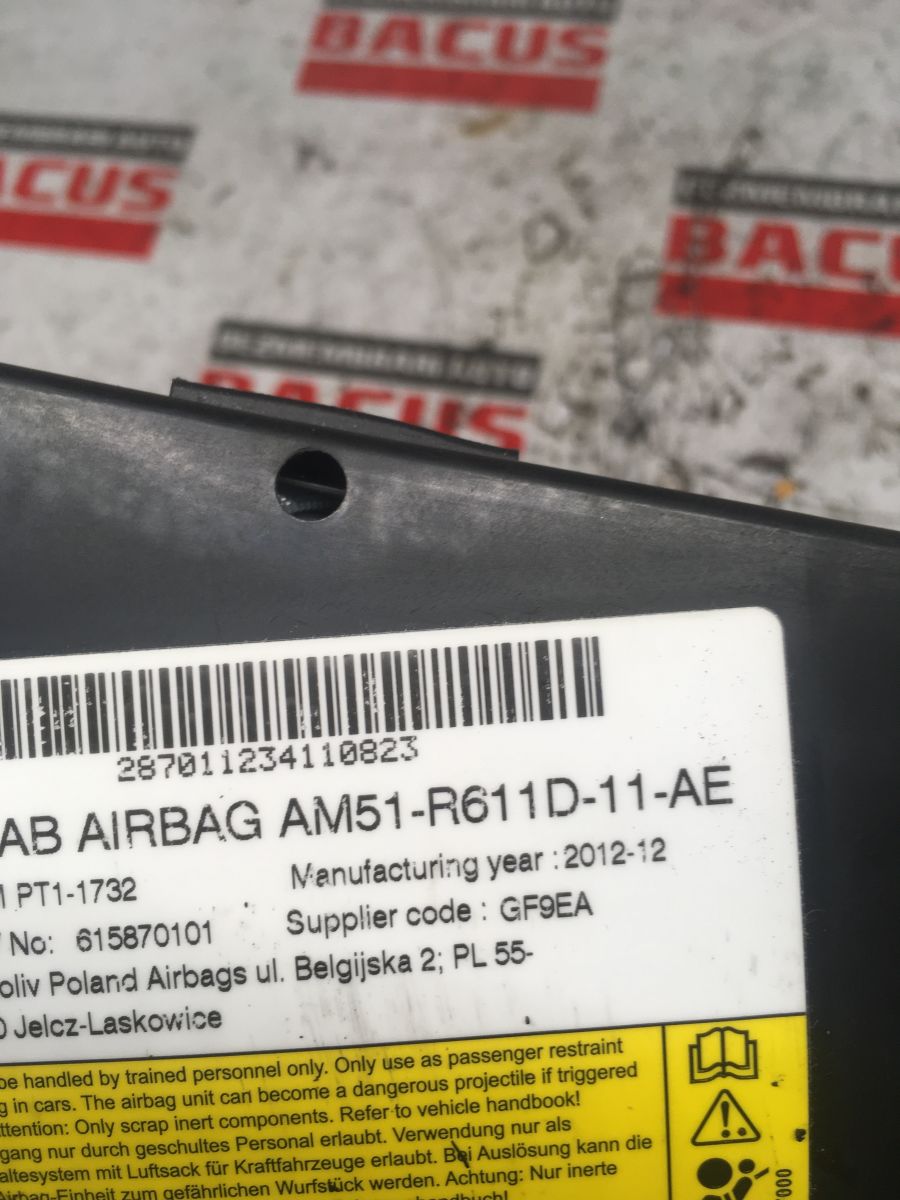 BACUS
BACUS
BACUS
BACUS
287011234110823
AB AIRBAG AM51-R611D-11-AE
PT1-1732 Manufacturing year : 2012-12
No: 615870101 Supplier code : GF9EA
oliv Poland Airbags ul. Belgijska 2; PL 55-
0 Jelcz-Laskowice
be handled by trained personnel only. Only use as passenger restraint
g in cars. The airbag unit can become a dangerous projectile if triggered
ttention: Only scrap inert components. Refer to vehicle handbook!
gang nur durch geschultes Personal erlaubt. Verwendung nur als
altesystem mit Luftsack für Kraftfahrzeuge erlaubt. Bei Auslösung kann die
Airbag-Einheit zum gefährlichen Wurfstück werden. Achtung: Nur inerte